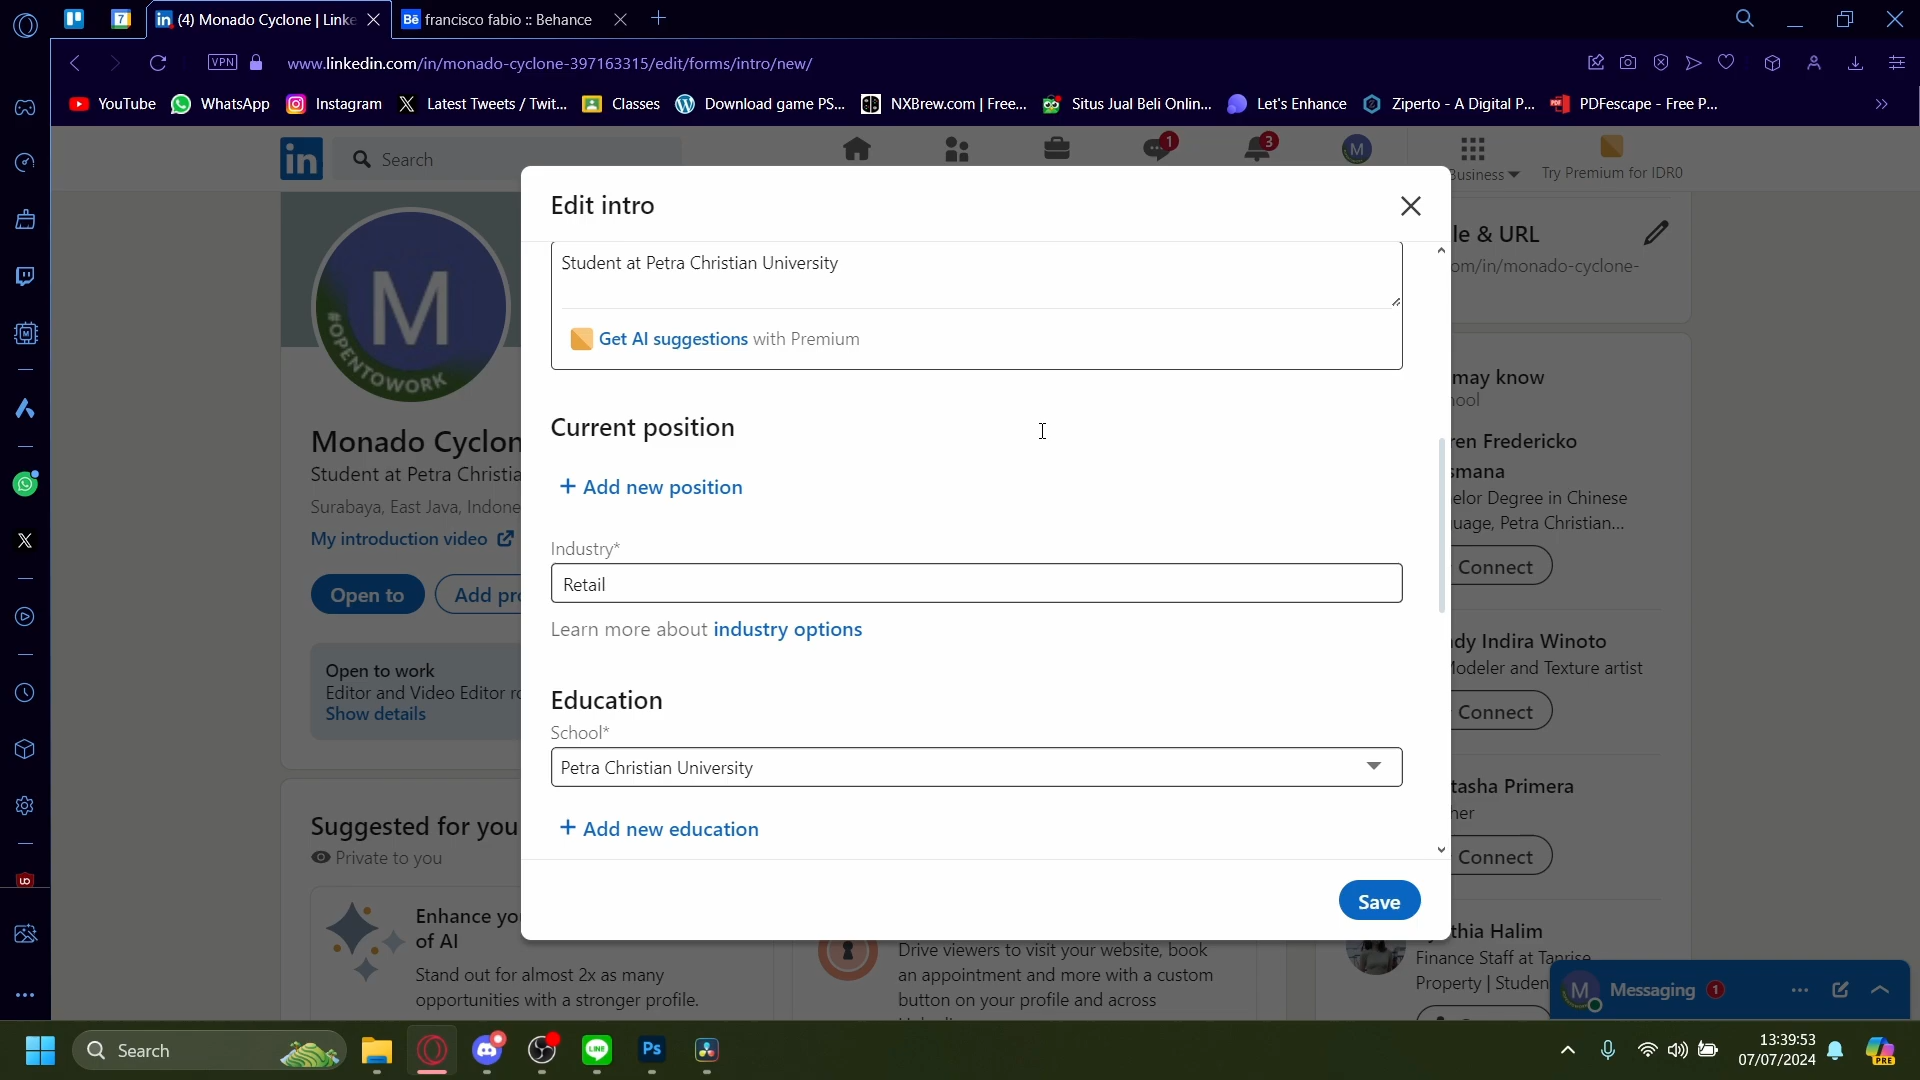 (4) Monado Cyclone | Linke
francisco fabio :: Behance
VPN
www.linkedin.com/in/monado-cyclone-397163315/edit/forms/intro/new/
YouTube
WhatsApp
Instagram
Latest Tweets / Twit...
Classes
Download game PS...
NXBrew.com | Free...
Situs Jual Beli Onlin...
Let's Enhance
Ziperto - A Digital P...
PDFescape - Free P...
in
Search
1
3
M
Business
Try Premium for IDR0
Edit intro
Student at Petra Christian University
Get AI suggestions with Premium
Current position
+ Add new position
Industry*
Retail
Learn more about industry options
Education
School*
Petra Christian University
+ Add new education
Save
M
#OPENTOWORK
Monado Cyclon
Student at Petra Christia
Surabaya, East Java, Indone
My introduction video
Open to
Add pr
Open to work
Editor and Video Editor r
Show details
Suggested for you
Private to you
Enhance yo
of AI
Stand out for almost 2x as many
opportunities with a stronger profile.
Drive viewers to visit your website, book
an appointment and more with a custom
button on your profile and across
le & URL
om/in/monado-cyclone-
may know
ool
ren Fredericko
smana
elor Degree in Chinese
uage, Petra Christian...
Connect
dy Indira Winoto
Modeler and Texture artist
Connect
tasha Primera
her
Connect
thia Halim
Finance Staff at Tanrise
Property | Studen
M
Messaging
1
Search
LINE
Ps
13:39:53
07/07/2024
PRE